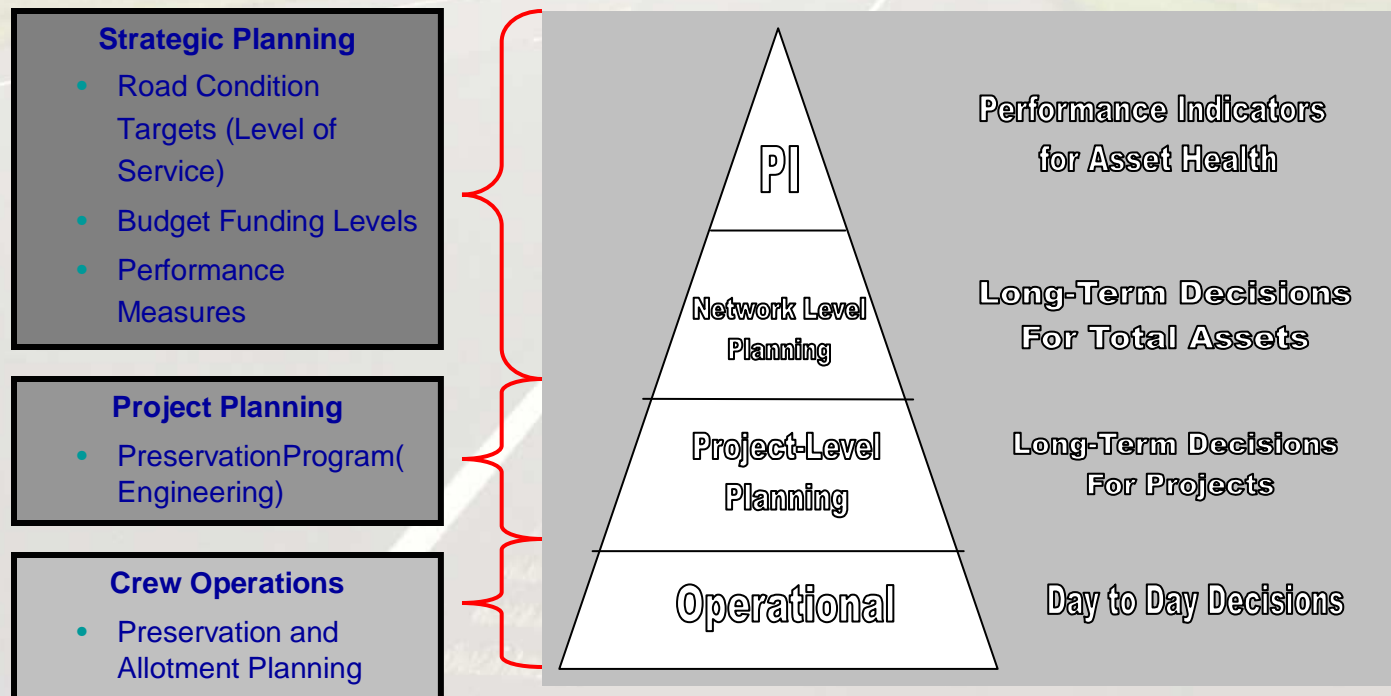 Strategic Planning
• Road Condition
Targets (Level of
Service)
• Budget Funding Levels
• Performance
Measures
Project Planning
• PreservationProgram(
Engineering)
Crew Operations
• Preservation and
Allotment Planning
PI
Network Level
Planning
Project-Level
Planning
Operational
Performance Indicators
for Asset Health
Long-Term Decisions
For Total Assets
Long-Term Decisions
For Projects
Day to Day Decisions